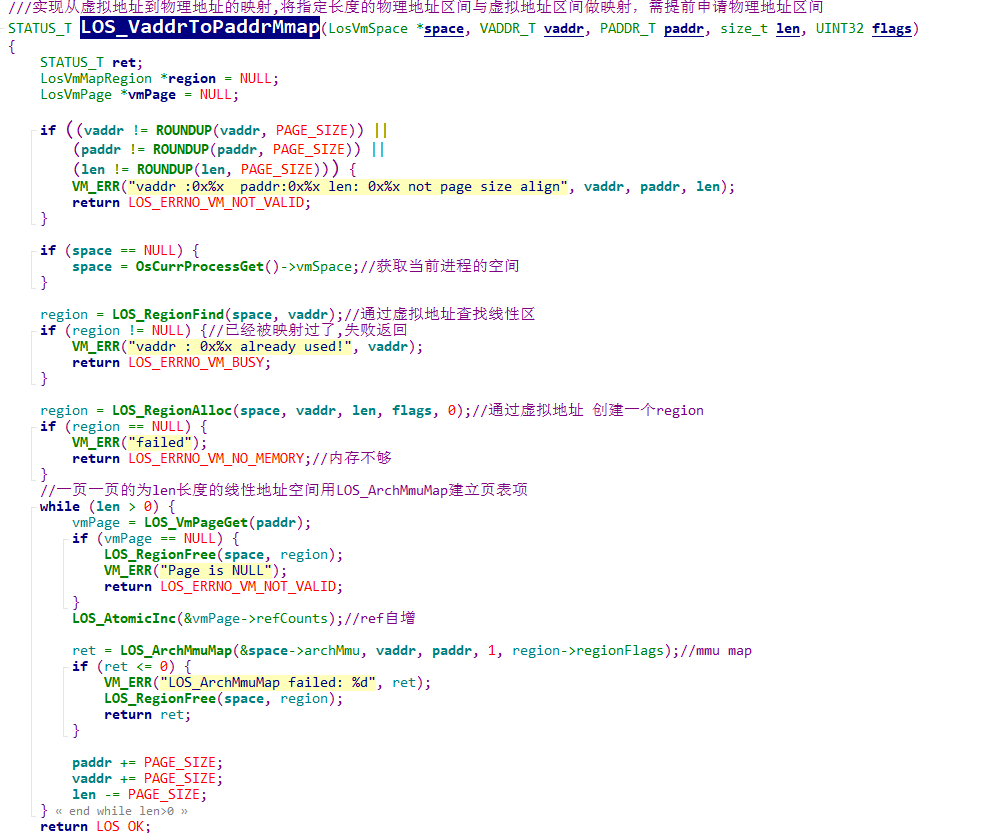 ///实现从虚拟地址到物理地址的映射,将指定长度的物理地址区间与虚拟地址区间做映射，需提前申请物理地址区间
STATUS_T LOS_VaddrToPaddrMmap(LosVmSpace *space, VADDR_T vaddr, PADDR_T paddr, size_t len, UINT32 flags)
{
    STATUS_T ret;
    LosVmMapRegion *region = NULL;
    LosVmPage *vmPage = NULL;

    if ((vaddr != ROUNDUP(vaddr, PAGE_SIZE)) ||
        (paddr != ROUNDUP(paddr, PAGE_SIZE)) ||
        (len != ROUNDUP(len, PAGE_SIZE))) {
        VM_ERR("vaddr :0x%x  paddr:0x%x len: 0x%x not page size align", vaddr, paddr, len);
        return LOS_ERRNO_VM_NOT_VALID;
    }

    if (space == NULL) {
        space = OsCurrProcessGet()->vmSpace;//获取当前进程的空间
    }

    region = LOS_RegionFind(space, vaddr);//通过虚拟地址查找线性区
    if (region != NULL) {//已经被映射过了,失败返回
        VM_ERR("vaddr : 0x%x already used!", vaddr);
        return LOS_ERRNO_VM_BUSY;
    }

    region = LOS_RegionAlloc(space, vaddr, len, flags, 0);//通过虚拟地址 创建一个region
    if (region == NULL) {
        VM_ERR("failed");
        return LOS_ERRNO_VM_NO_MEMORY;//内存不够
    }
    //一页一页的为len长度的线性地址空间用LOS_ArchMmuMap建立页表项
    while (len > 0) {
        vmPage = LOS_VmPageGet(paddr);
        if (vmPage == NULL) {
            LOS_RegionFree(space, region);
            VM_ERR("Page is NULL");
            return LOS_ERRNO_VM_NOT_VALID;
        }
        LOS_AtomicInc(&vmPage->refCounts);//ref自增

        ret = LOS_ArchMmuMap(&space->archMmu, vaddr, paddr, 1, region->regionFlags);//mmu map
        if (ret <= 0) {
            VM_ERR("LOS_ArchMmuMap failed: %d", ret);
            LOS_RegionFree(space, region);
            return ret;
        }

        paddr += PAGE_SIZE;
        vaddr += PAGE_SIZE;
        len -= PAGE_SIZE;
    } « end while len>0 »
    return LOS_OK;